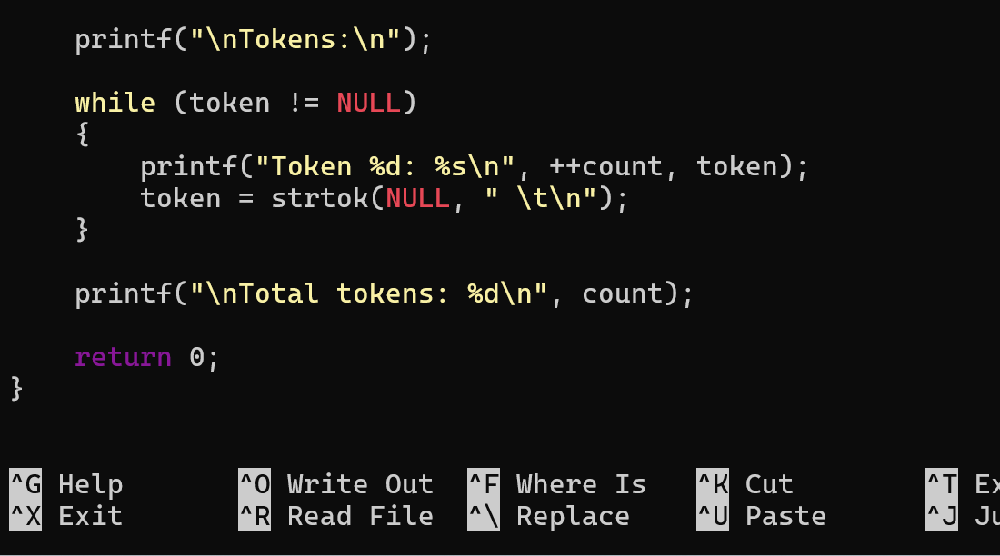 printf("\nTokens:\n");
while (token != NULL)
{
printf("Token %d: %s\n", ++count, token);
token = strtok(NULL, " \t\n");
}
printf("\nTotal tokens: %d\n", count);
return 0;
}
^G Help ^O Write Out ^F Where Is ^K Cut ^T Ex
^X Exit ^R Read File ^\ Replace ^U Paste ^J Ju